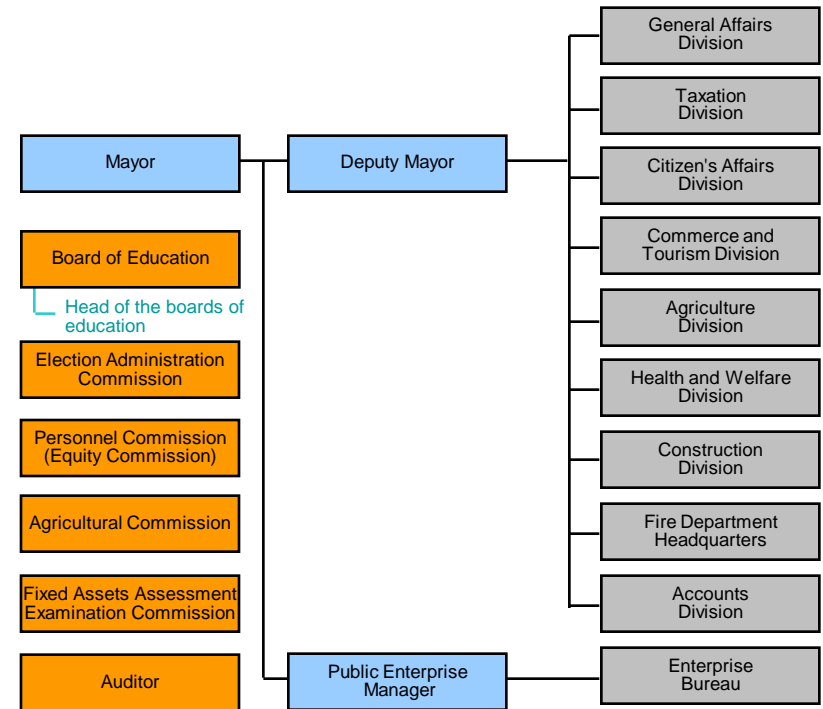 Mayor
Board of Education
Head of the boards of
education
Election Administration
Commission
Personnel Commission
(Equity Commission)
Agricultural Commission
Fixed Assets Assessment
Examination Commission
Auditor
Deputy Mayor
Public Enterprise
Manager
General Affairs
Division
Taxation
Division
Citizen's Affairs
Division
Commerce and
Tourism Division
Agriculture
Division
Health and Welfare
Division
Construction
Division
Fire Department
Headquarters
Accounts
Division
Enterprise
Bureau